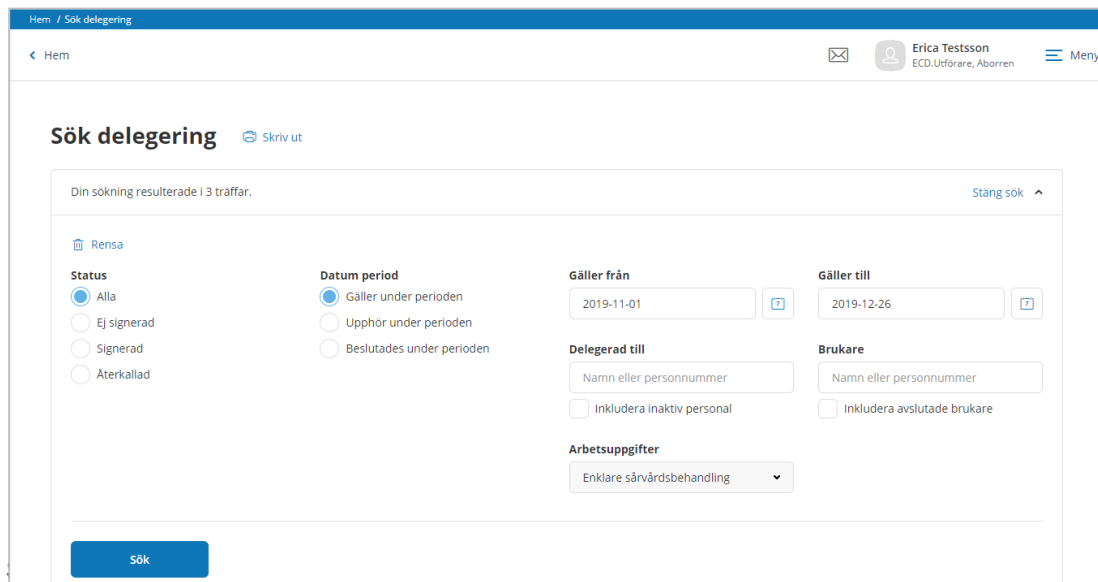 Hem / Sök delegering
Hem
Erica Testsson
ECD.Utförare, Aborren
Meny
Sök delegering
Skriv ut
Din sökning resulterade i 3 träffar.
Stäng sök
Rensa
Status
Alla
Ej signerad
Signerad
Återkallad
Datum period
Gäller under perioden
Upphör under perioden
Beslutades under perioden
Gäller från
2019-11-01
7
Gäller till
2019-12-26
7
Delegerad till
Namn eller personnummer
Inkludera inaktiv personal
Brukare
Namn eller personnummer
Inkludera avslutade brukare
Arbetsuppgifter
Enklare sårvårdsbehandling
Sök